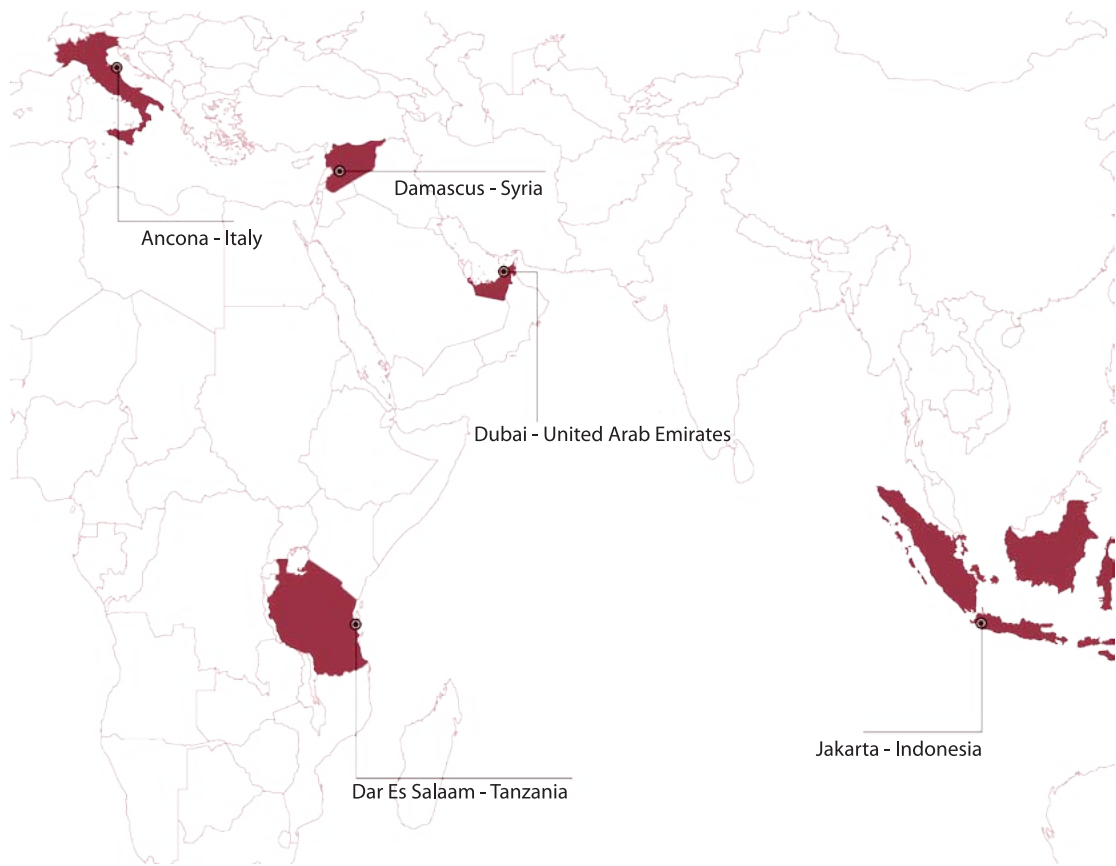 Damascus - Syria
Ancona - Italy
Dubai - United Arab Emirates
Jakarta - Indonesia
Dar Es Salaam - Tanzania